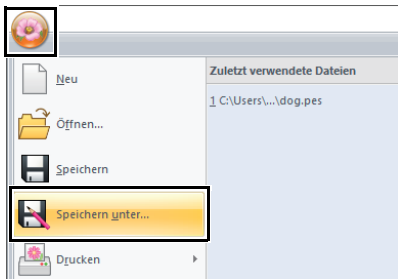 Neu
Öffnen...
Speichern
Speichern unter...
Drucken
Zuletzt verwendete Dateien
1 C:\Users\...\dog.pes